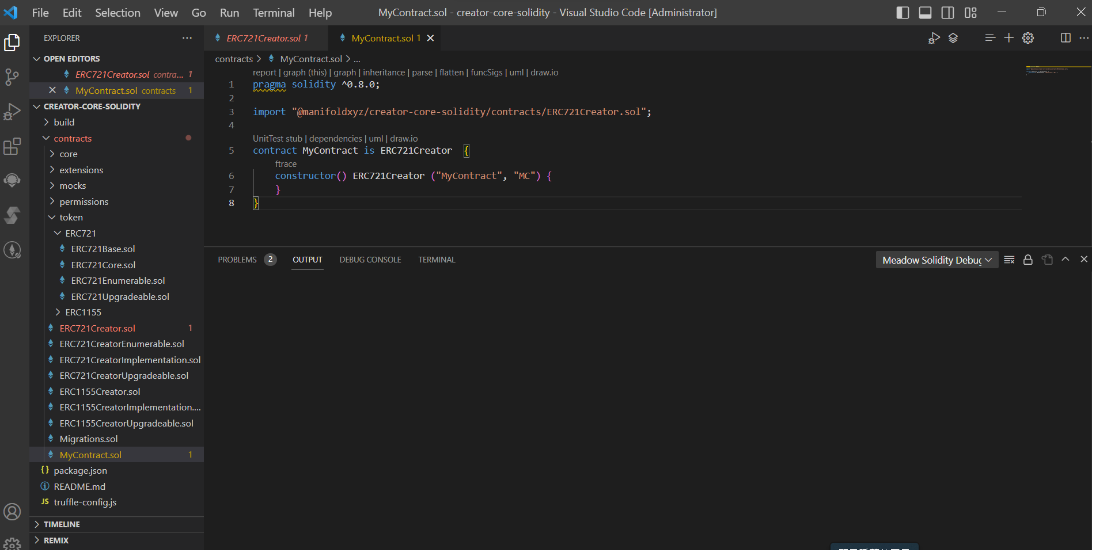 File Edit Selection View Go Run Terminal Help MyContract.sol - creator-core-solidity - Visual Studio Code [Administrator]
EXPLORER
OPEN EDITORS
ERC721Creator.sol contra... 1
MyContract.sol contracts 1
CREATOR-CORE-SOLIDITY
build
contracts
core
extensions
mocks
permissions
token
ERC721
ERC721Base.sol
ERC721Core.sol
ERC721Enumerable.sol
ERC721Upgradeable.sol
ERC1155
ERC721Creator.sol 1
ERC721CreatorEnumerable.sol
ERC721CreatorImplementation.sol
ERC721CreatorUpgradeable.sol
ERC1155Creator.sol
ERC1155CreatorImplementation....
ERC1155CreatorUpgradeable.sol
Migrations.sol
MyContract.sol 1
package.json
README.md
JS truffle-config.js
TIMELINE
REMIX
ERC721Creator.sol 1 MyContract.sol 1
contracts > MyContract.sol > ...
report | graph (this) | graph | inheritance | parse | flatten | funcSigs | uml | draw.io
1 pragma solidity ^0.8.0;
2
3 import "@manifoldxyz/creator-core-solidity/contracts/ERC721Creator.sol";
4
UnitTest stub | dependencies | uml | draw.io
5 contract MyContract is ERC721Creator {
ftrace
6 constructor() ERC721Creator ("MyContract", "MC") {
7 }
8 }
PROBLEMS 2 OUTPUT DEBUG CONSOLE TERMINAL Meadow Solidity Debug